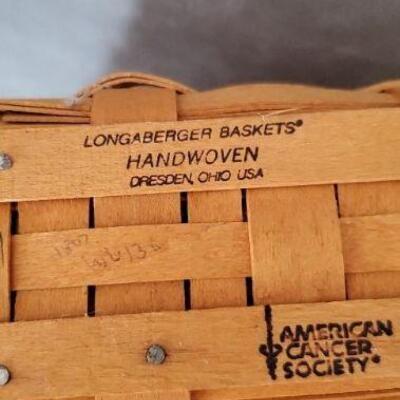 LONGABERGER BASKETS®
HANDWOVEN
DRESDEN, OHIO USA
AMERICAN
CANCER
SOCIETY®